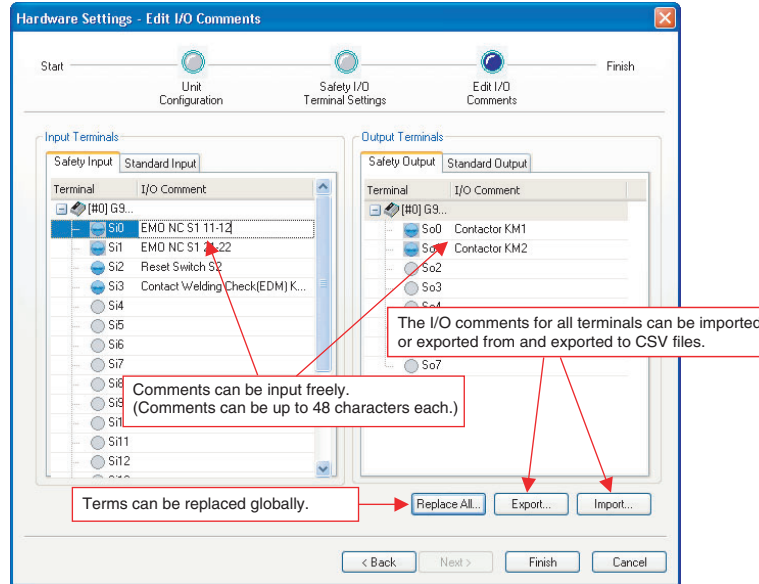 Hardware Settings - Edit I/O Comments
Start
Unit
Configuration
Safety I/O
Terminal Settings
Edit I/O
Comments
Finish
Input Terminals
Safety Input
Standard Input
Terminal
I/O Comment
[#0] G9...
Si0 EMO NC S1 11-12
Si1 EMO NC S1 21-22
Si2 Reset Switch S2
Si3 Contact Welding Check(EDM) K...
Si4
Si5
Si6
Si7
Si8
Si9
Si11
Si12
Output Terminals
Safety Output
Standard Output
Terminal
I/O Comment
[#0] G9...
So0 Contactor KM1
Contactor KM2
So2
So3
So7
The I/O comments for all terminals can be imported
or exported from and exported to CSV files.
Comments can be input freely.
(Comments can be up to 48 characters each.)
Terms can be replaced globally.
Replace All...
Export...
Import...
< Back
Next >
Finish
Cancel